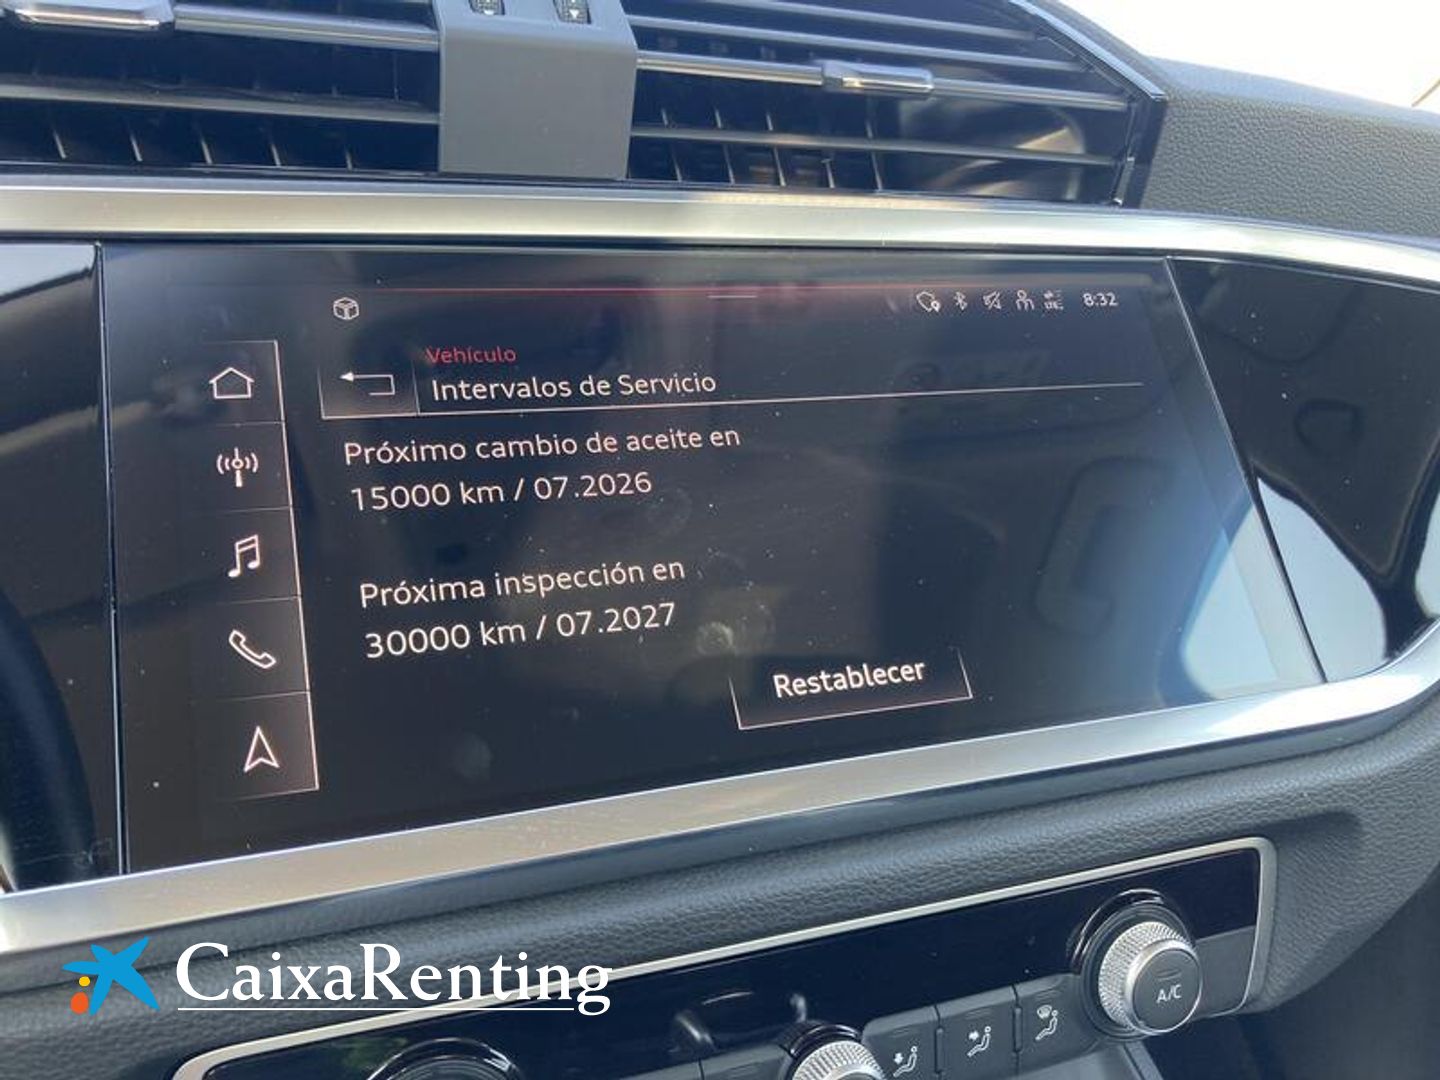 8:32
Vehículo
Intervalos de Servicio
Próximo cambio de aceite en
15000 km / 07.2026
Próxima inspección en
30000 km / 07.2027
Restablecer
CaixaRenting
A/C